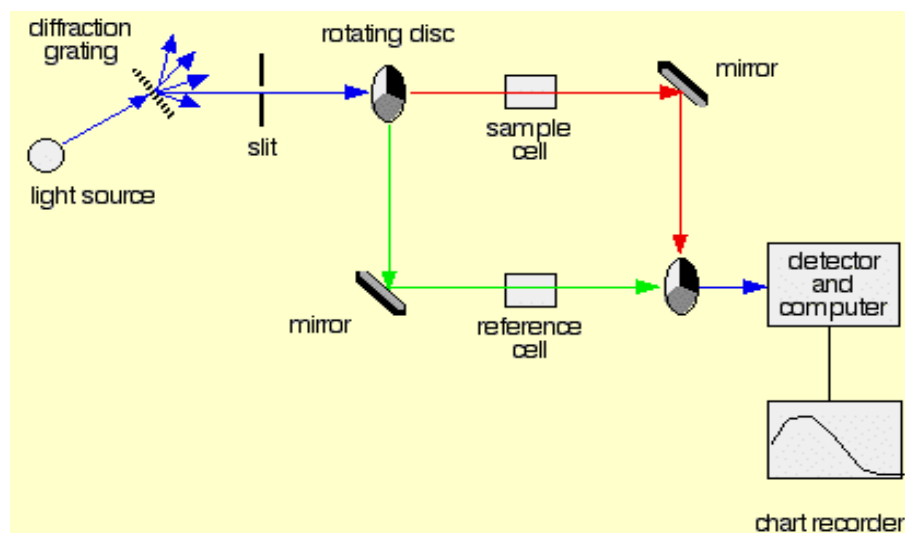 diffraction
grating
rotating disc
mirror
slit
sample
cell
light source
detector
and
computer
mirror
reference
cell
chart recorder